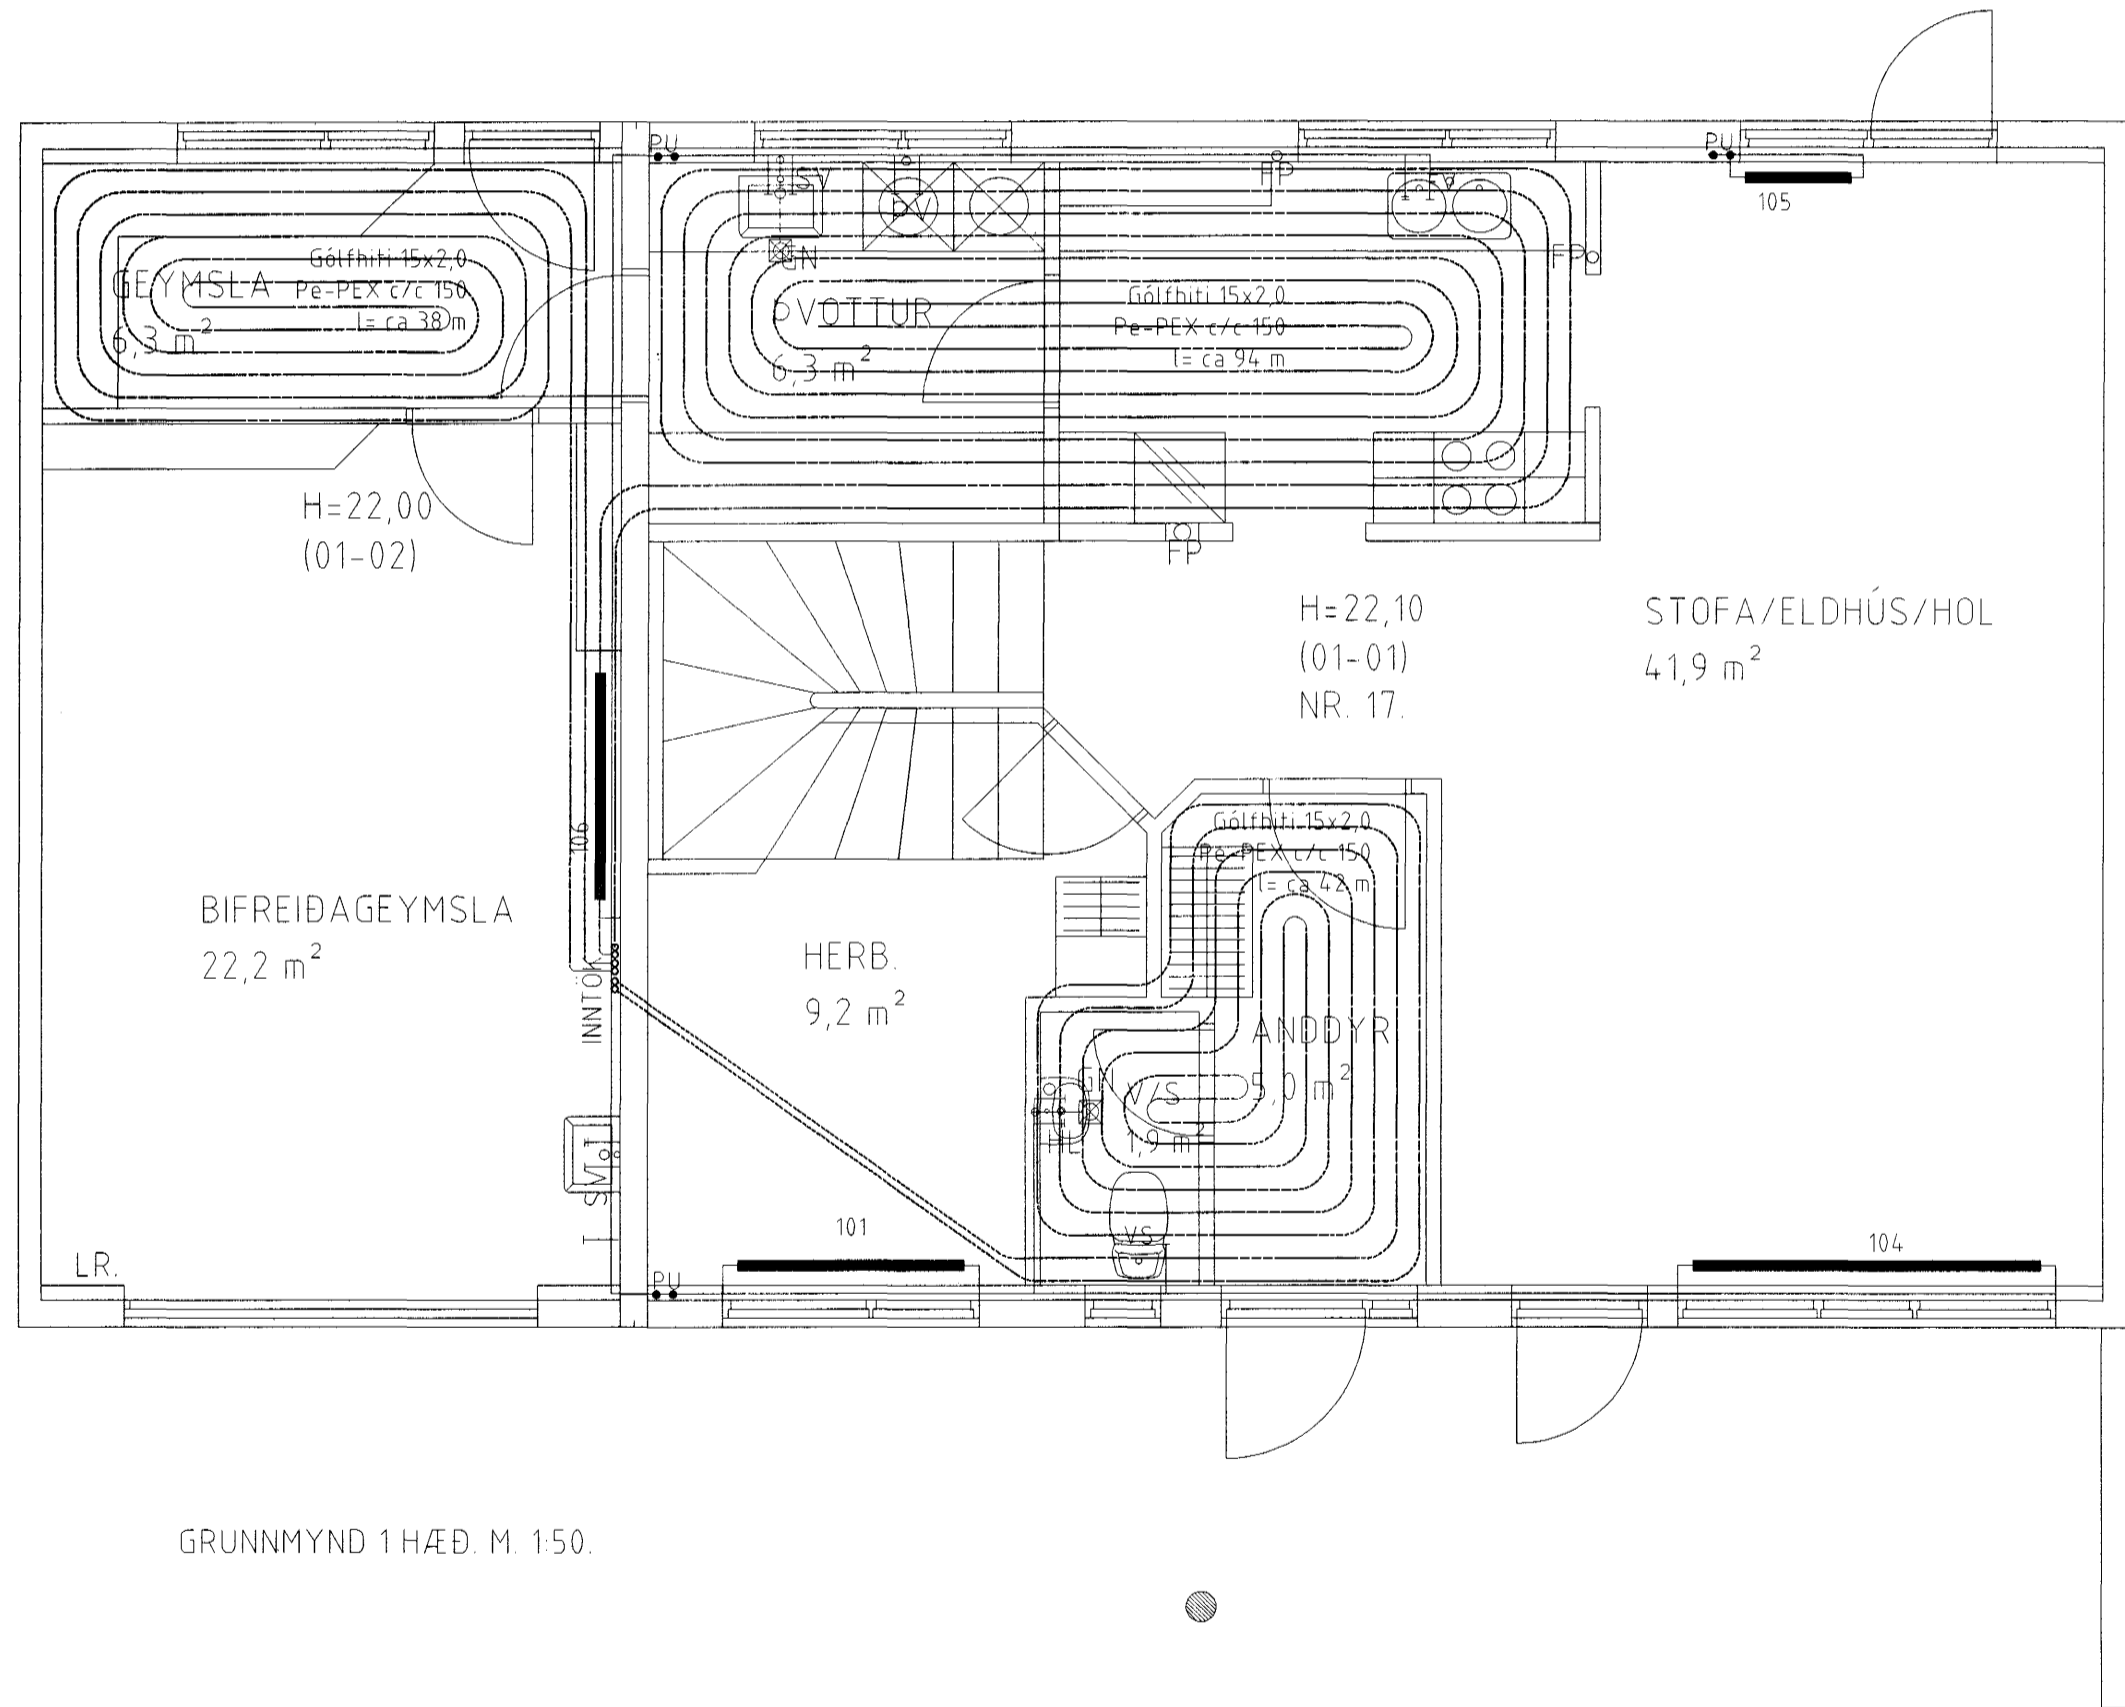 PU
PU
105
SV
ÞV
GN
FP
FP
GEYMSLA
6,3 m²
Gólfhiti 15x2,0
Pe-PEX c/c 150
l= ca 38 m
ÞVOTTUR
6,3 m²
Gólfhiti 15x2,0
Pe-PEX c/c 150
l= ca 94 m
H=22,00
(01-02)
FP
H=22,10
(01-01)
NR. 17.
STOFA/ELDHÚS/HOL
41,9 m²
106
Gólfhiti 15x2,0
Pe-PEX c/c 150
l= ca 42 m
BIFREIÐAGEYMSLA
22,2 m²
INNTÖK
HERB.
9,2 m²
ANDDYR
5,0 m²
V/S
1,9 m²
HL
SV
VS
101
104
LR.
PU
GRUNNMYND 1 HÆÐ. M. 1:50.